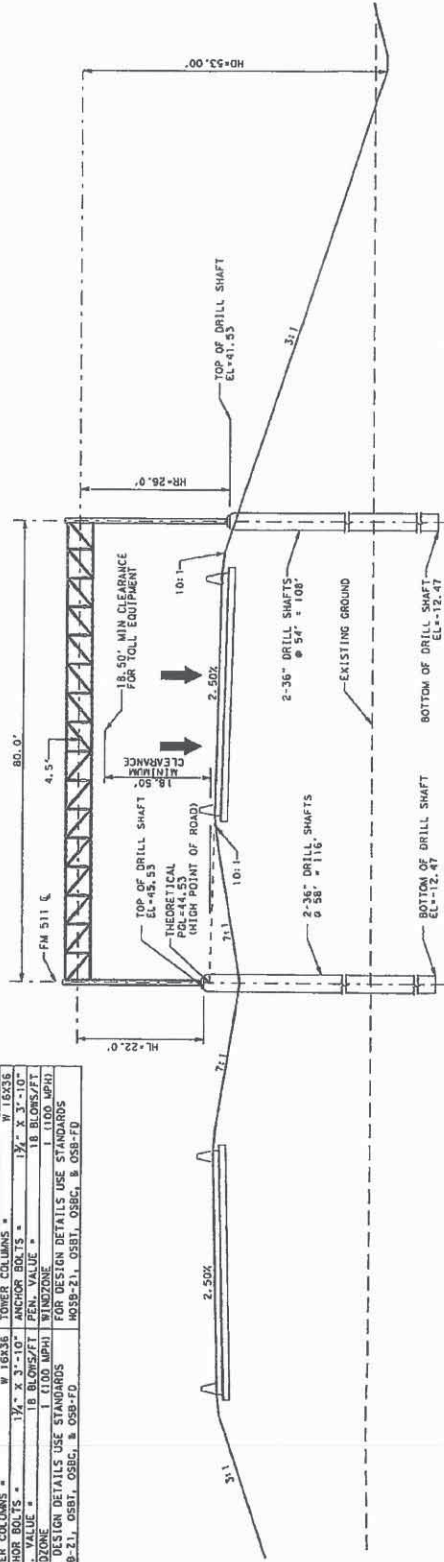 ER COLUMNS = W 16X36 TOWER COLUMNS = W 16X36
HOR BOLTS = 1¾" X 3'-10" ANCHOR BOLTS = 1¾" X 3'-10"
. VALUE = 18 BLOWS/FT PEN. VALUE = 18 BLOWS/FT
DZONE 1 (100 MPH) WINDZONE 1 (100 MPH)
DESIGN DETAILS USE STANDARDS FOR DESIGN DETAILS USE STANDARDS
B-Z1, OSBT, OSBC, & OSB-FD HOSB-Z1, OSBT, OSBC, & OSB-FD
80.0'
FM 511 ℄
4.5'
HL=22.0'
HR=26.0'
HD=53.00'
18.50' MIN CLEARANCE
FOR TOLL EQUIPMENT
18.50'
MINIMUM
CLEARANCE
TOP OF DRILL SHAFT
EL=45.53
THEORETICAL
PGL=44.53
(HIGH POINT OF ROAD)
TOP OF DRILL SHAFT
EL=41.53
10:1
10:1
2.50%
2.50%
7:1
7:1
3:1
3:1
2-36" DRILL SHAFTS
@ 58' = 116'
2-36" DRILL SHAFTS
@ 54' = 108'
EXISTING GROUND
BOTTOM OF DRILL SHAFT
EL=-12.47
BOTTOM OF DRILL SHAFT
EL=-12.47